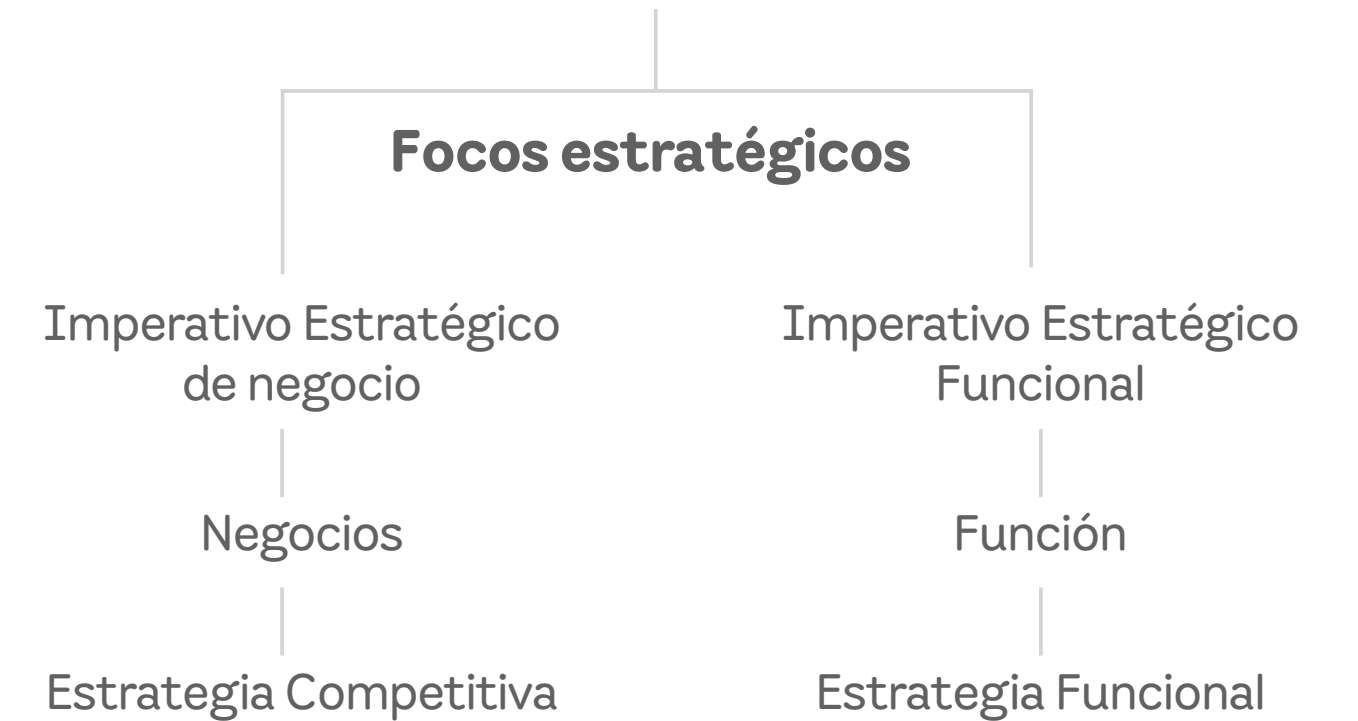 Focos estratégicos
Imperativo Estratégico
de negocio
Imperativo Estratégico
Funcional
Negocios
Función
Estrategia Competitiva
Estrategia Funcional